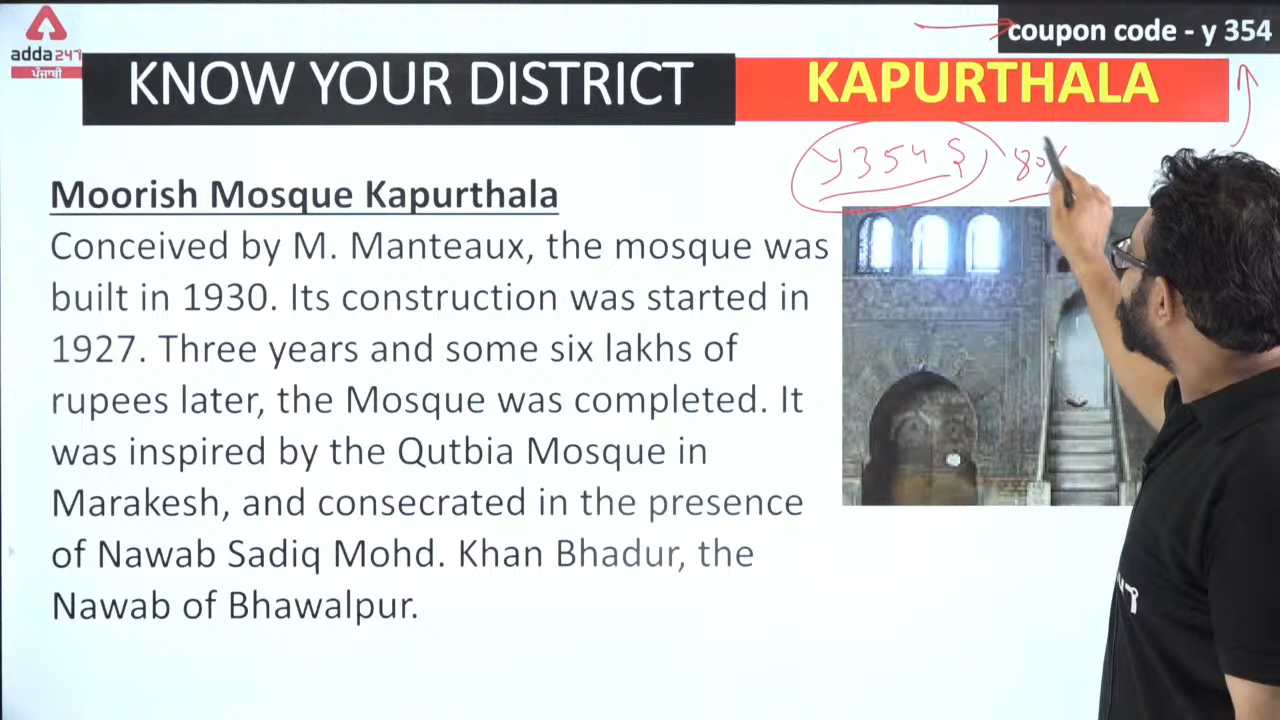 coupon code - y 354
adda247
ਪੰਜਾਬੀ
KNOW YOUR DISTRICT
KAPURTHALA
y354
80%
Moorish Mosque Kapurthala
Conceived by M. Manteaux, the mosque was
built in 1930. Its construction was started in
1927. Three years and some six lakhs of
rupees later, the Mosque was completed. It
was inspired by the Qutbia Mosque in
Marakesh, and consecrated in the presence
of Nawab Sadiq Mohd. Khan Bhadur, the
Nawab of Bhawalpur.